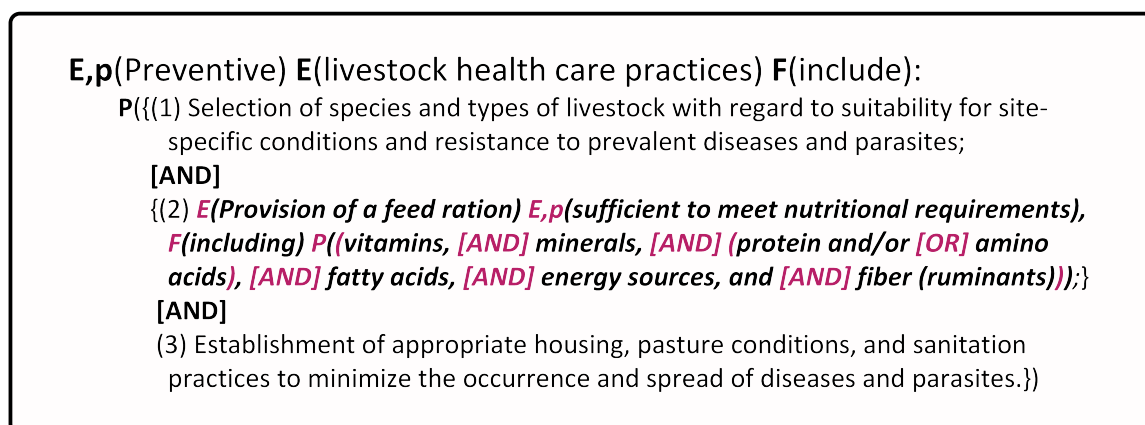 E,p(Preventive) E(livestock health care practices) F(include):
P({(1) Selection of species and types of livestock with regard to suitability for site-
specific conditions and resistance to prevalent diseases and parasites;
[AND]
{(2) E(Provision of a feed ration) E,p(sufficient to meet nutritional requirements),
F(including) P((vitamins, [AND] minerals, [AND] (protein and/or [OR] amino
acids), [AND] fatty acids, [AND] energy sources, and [AND] fiber (ruminants)));}
[AND]
(3) Establishment of appropriate housing, pasture conditions, and sanitation
practices to minimize the occurrence and spread of diseases and parasites.})